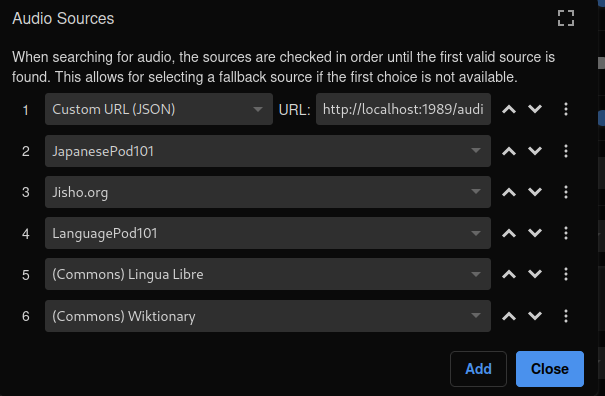 Audio Sources
When searching for audio, the sources are checked in order until the first valid source is
found. This allows for selecting a fallback source if the first choice is not available.
1 Custom URL (JSON) URL: http://localhost:1989/audi
2 JapanesePod101
3 Jisho.org
4 LanguagePod101
5 (Commons) Lingua Libre
6 (Commons) Wiktionary
Add Close